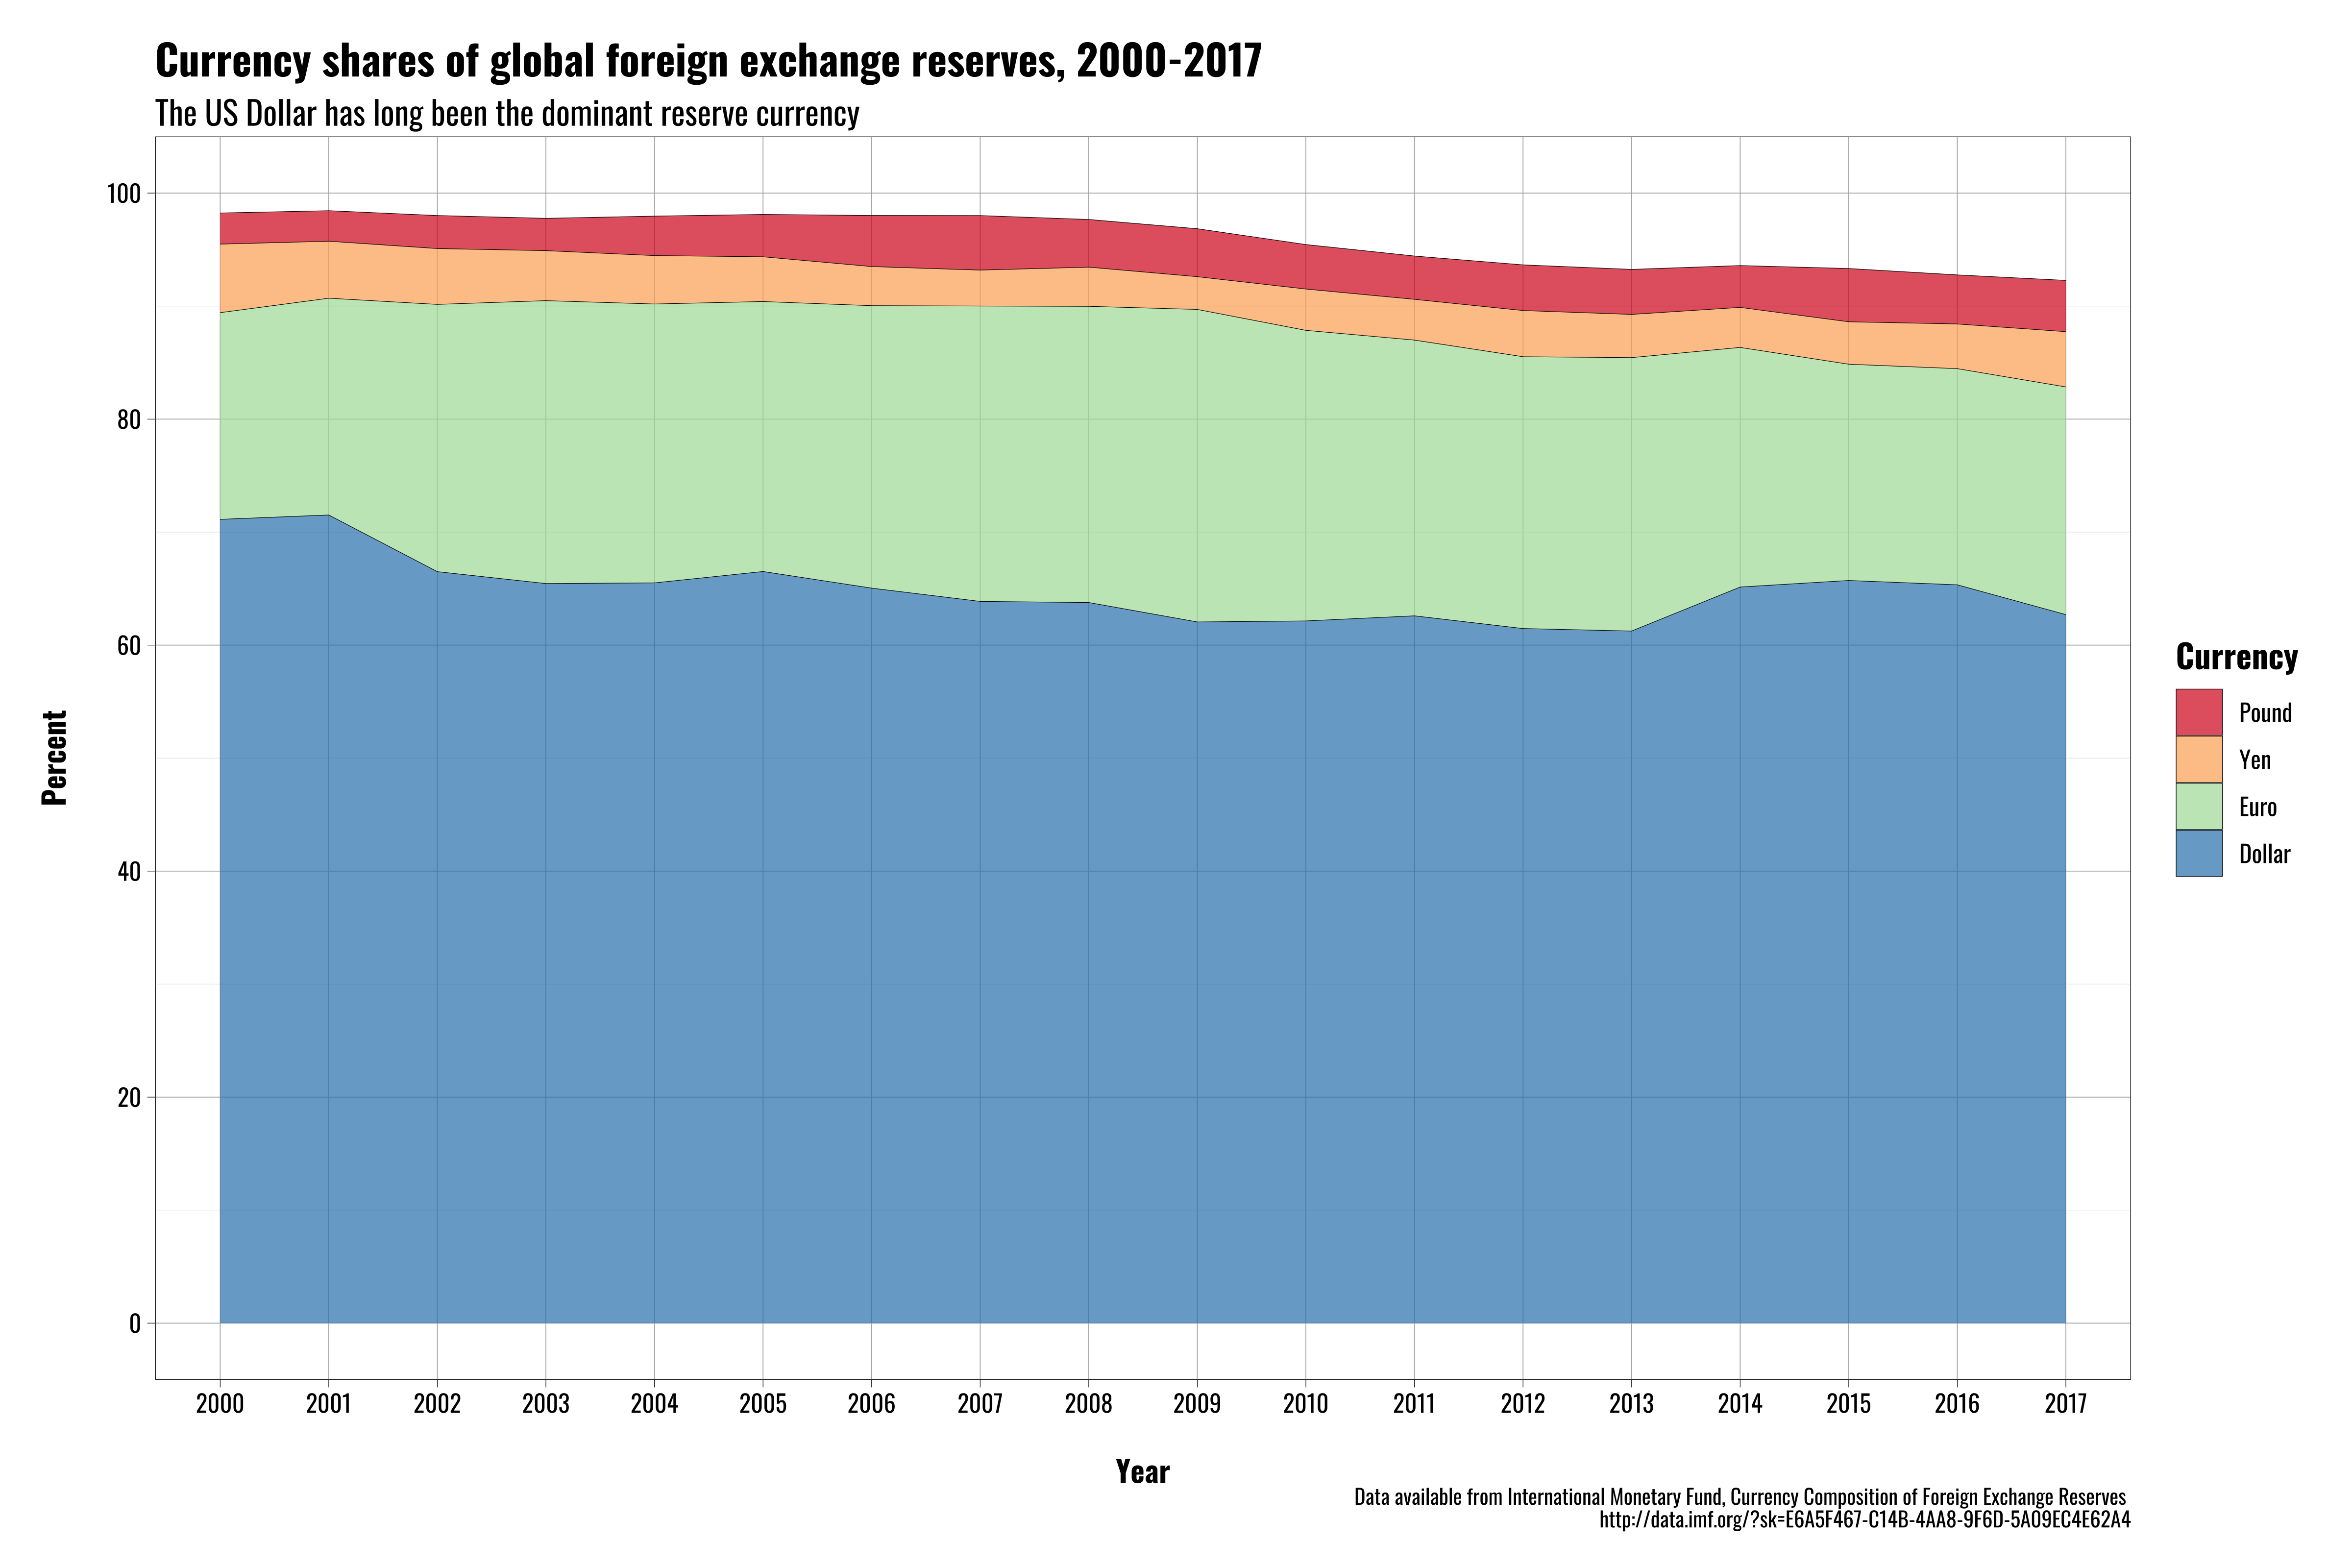 Currency shares of global foreign exchange reserves, 2000-2017
The US Dollar has long been the dominant reserve currency
100
80
60
40
20
0
Percent
2000 2001 2002 2003 2004 2005 2006 2007 2008 2009 2010 2011 2012 2013 2014 2015 2016 2017
Year
Currency
Pound
Yen
Euro
Dollar
Data available from International Monetary Fund, Currency Composition of Foreign Exchange Reserves
http://data.imf.org/?sk=E6A5F467-C14B-4AA8-9F6D-5A09EC4E62A4